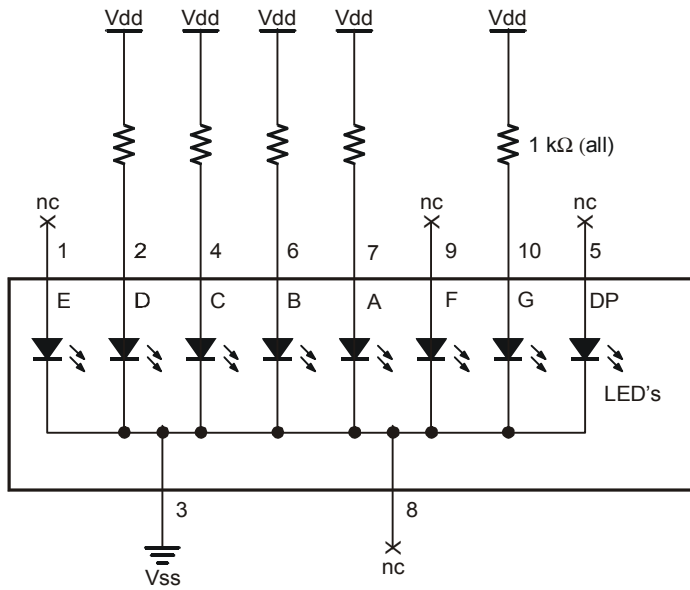 Vdd Vdd Vdd Vdd Vdd
1 kΩ (all)
nc nc nc
1 2 4 6 7 9 10 5
E D C B A F G DP
LED's
3 8
Vss nc